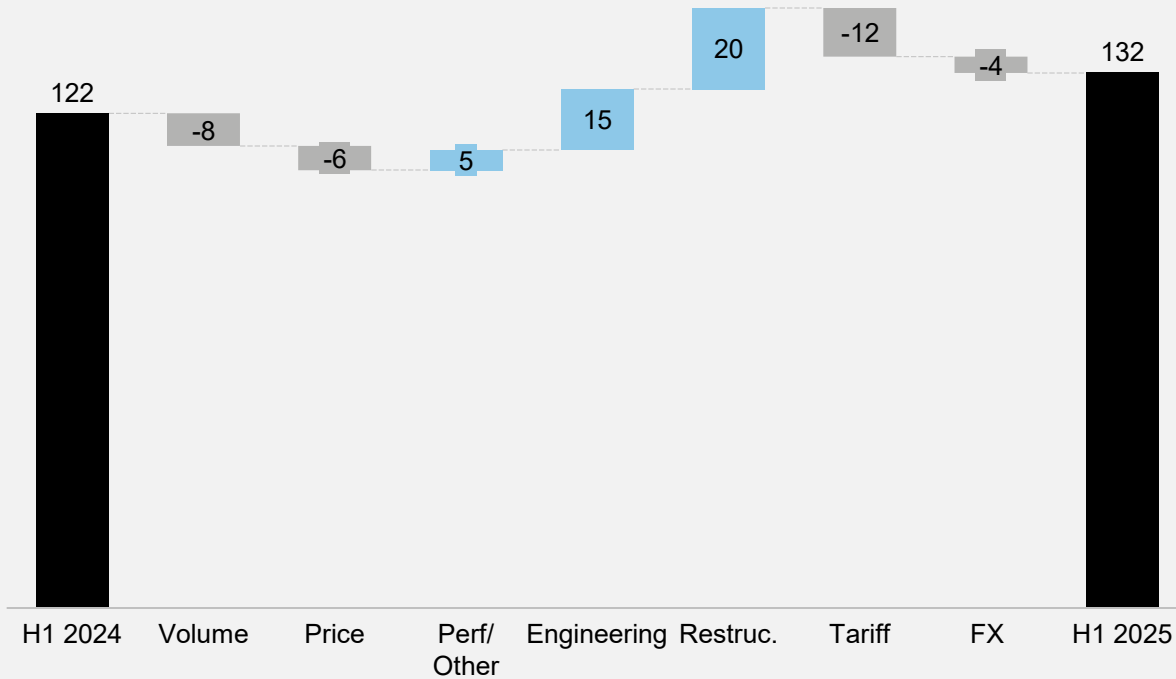 122
-8
-6
5
15
20
-12
-4
132
H1 2024
Volume
Price
Perf/
Other
Engineering
Restruc.
Tariff
FX
H1 2025